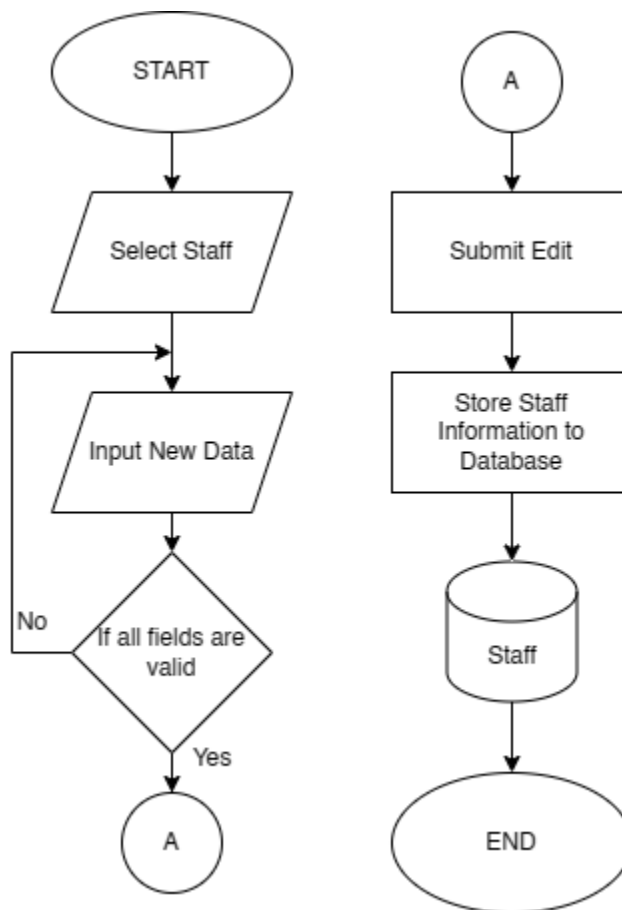 START
Select Staff
Input New Data
No
If all fields are
valid
Yes
A
A
Submit Edit
Store Staff
Information to
Database
Staff
END